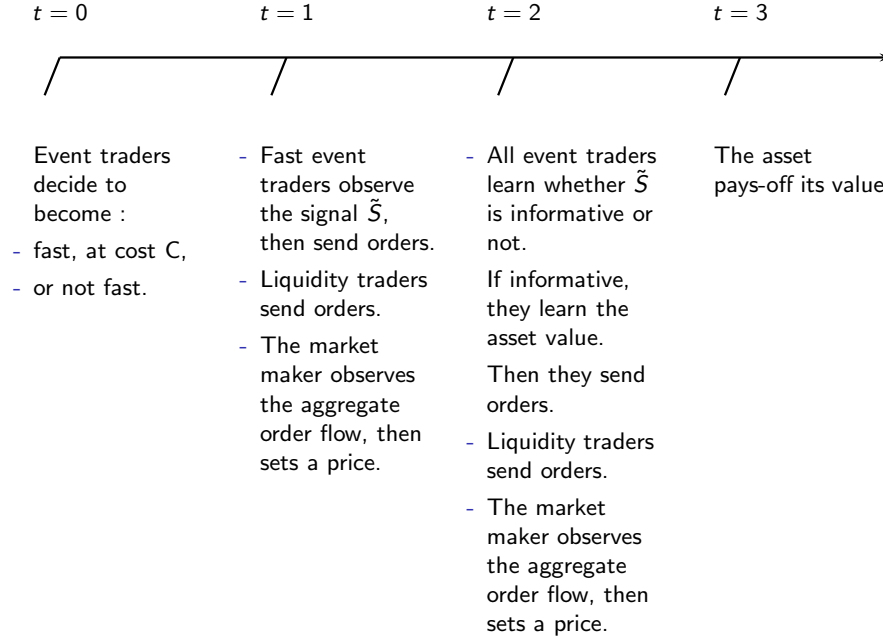 t = 0
t = 1
t = 2
t = 3
Event traders
decide to
become :
- fast, at cost C,
- or not fast.
- Fast event
traders observe
the signal S̃,
then send orders.
- Liquidity traders
send orders.
- The market
maker observes
the aggregate
order flow, then
sets a price.
- All event traders
learn whether S̃
is informative or
not.
If informative,
they learn the
asset value.
Then they send
orders.
- Liquidity traders
send orders.
- The market
maker observes
the aggregate
order flow, then
sets a price.
The asset
pays-off its value